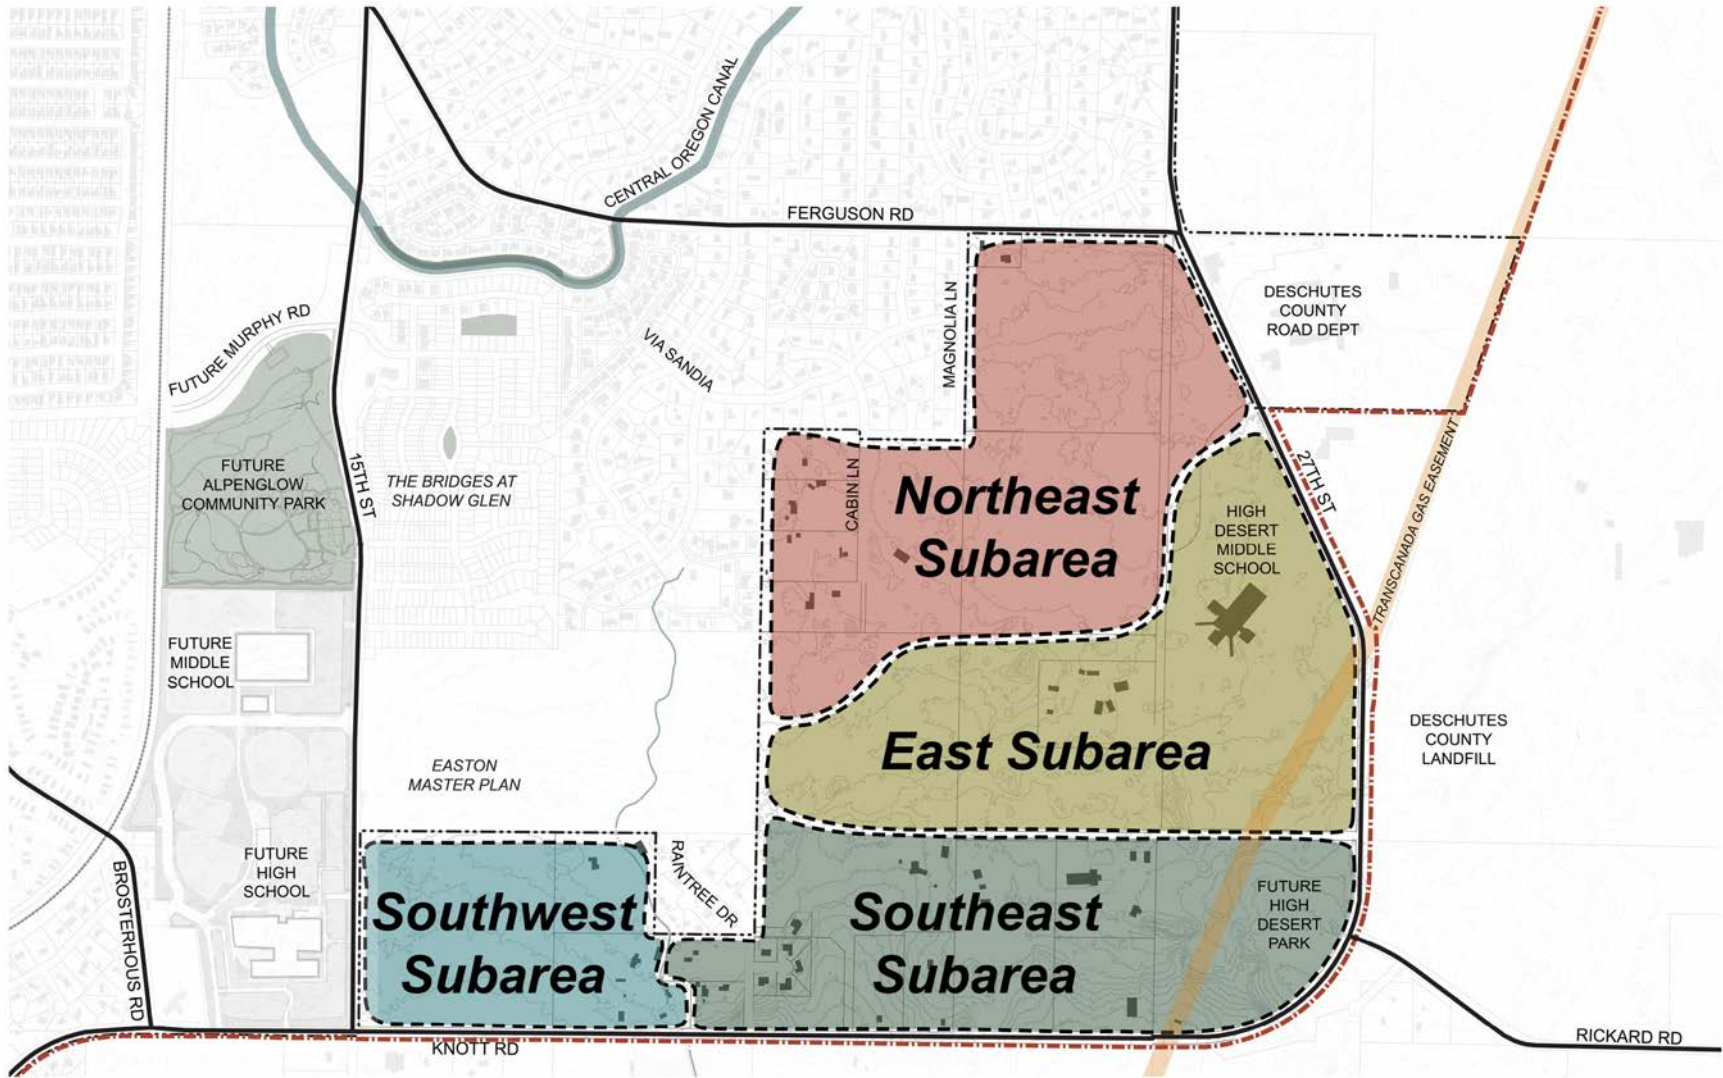 CENTRAL OREGON CANAL
FERGUSON RD
MAGNOLIA LN
DESCHUTES
COUNTY
ROAD DEPT
FUTURE MURPHY RD
VIA SANDIA
15TH ST
FUTURE
ALPENGLOW
COMMUNITY PARK
THE BRIDGES AT
SHADOW GLEN
CABIN LN
Northeast
Subarea
27TH ST
TRANSCANADA GAS EASEMENT
HIGH
DESERT
MIDDLE
SCHOOL
FUTURE
MIDDLE
SCHOOL
EASTON
MASTER PLAN
East Subarea
DESCHUTES
COUNTY
LANDFILL
BROSTERHOUS RD
FUTURE
HIGH
SCHOOL
Southwest
Subarea
RAINTREE DR
Southeast
Subarea
FUTURE
HIGH
DESERT
PARK
KNOTT RD
RICKARD RD